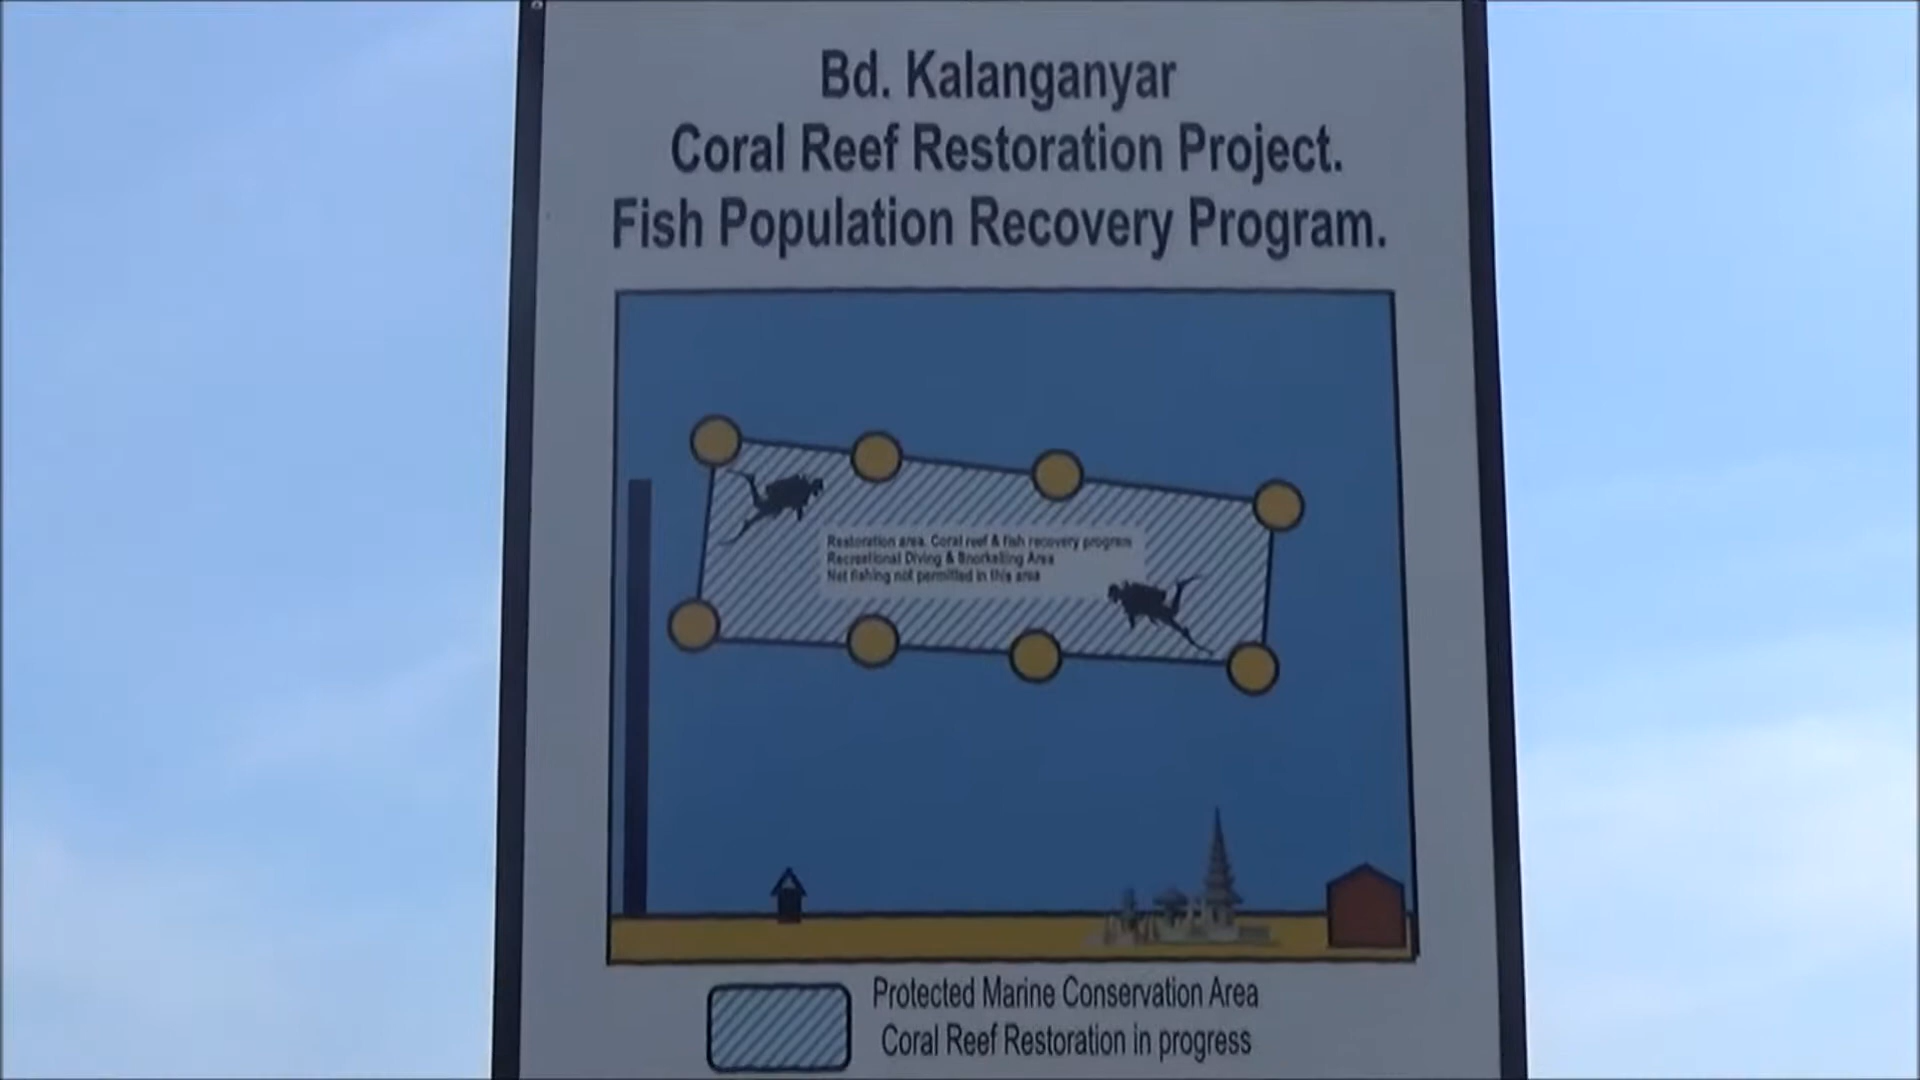 Bd. Kalanganyar
Coral Reef Restoration Project.
Fish Population Recovery Program.
Restoration area. Coral reef & fish recovery program
Recreational Diving & Snorkelling Area
Net fishing not permitted in this area
Protected Marine Conservation Area
Coral Reef Restoration in progress